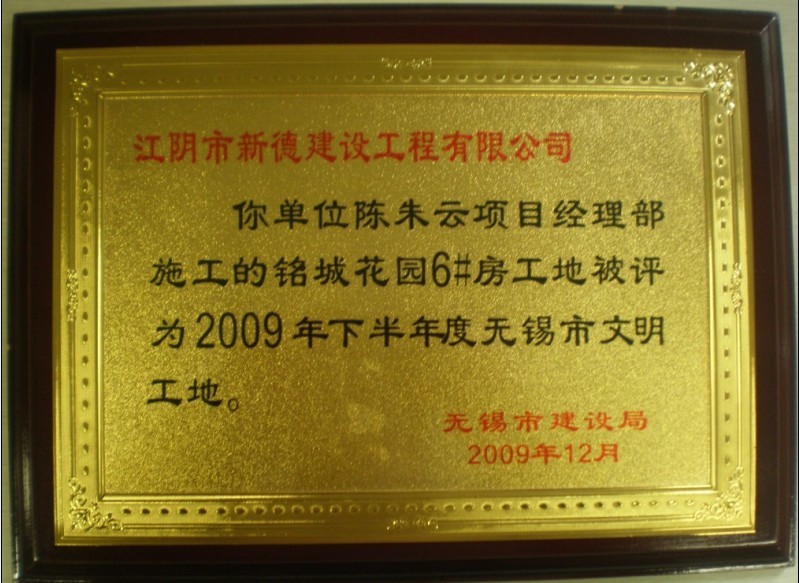 江阴市新德建设工程有限公司
你单位陈朱云项目经理部
施工的铭城花园6#房工地被评
为2009年下半年度无锡市文明
工地。
无锡市建设局
2009年12月